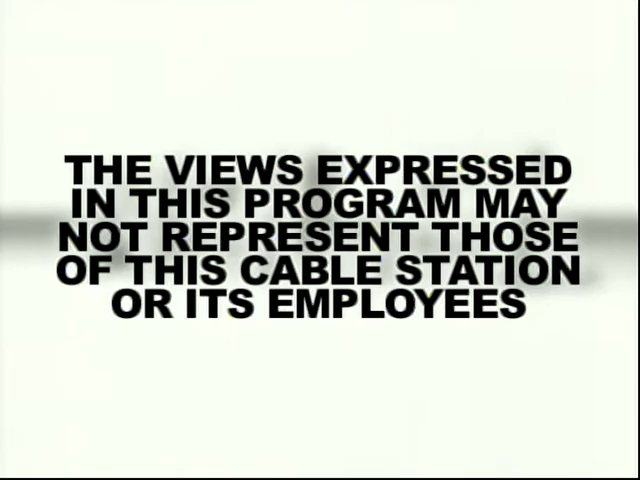 THE VIEWS EXPRESSED
IN THIS PROGRAM MAY
NOT REPRESENT THOSE
OF THIS CABLE STATION
OR ITS EMPLOYEES